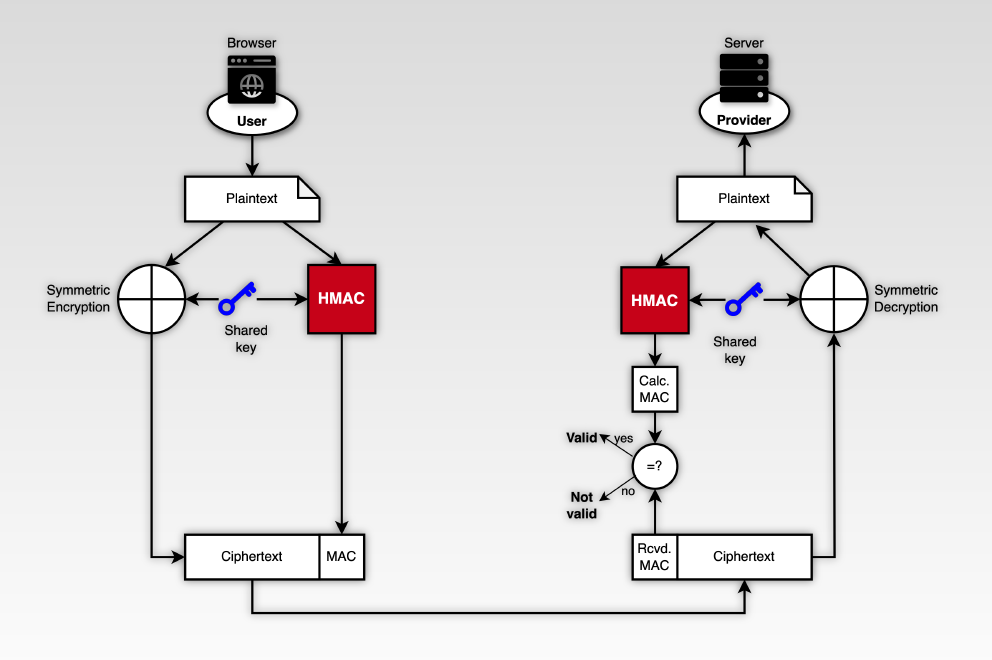 Browser
User
Plaintext
Symmetric
Encryption
Shared
key
HMAC
Ciphertext
MAC
Server
Provider
Plaintext
HMAC
Shared
key
Symmetric
Decryption
Calc.
MAC
Valid
yes
=?
no
Not
valid
Rcvd.
MAC
Ciphertext